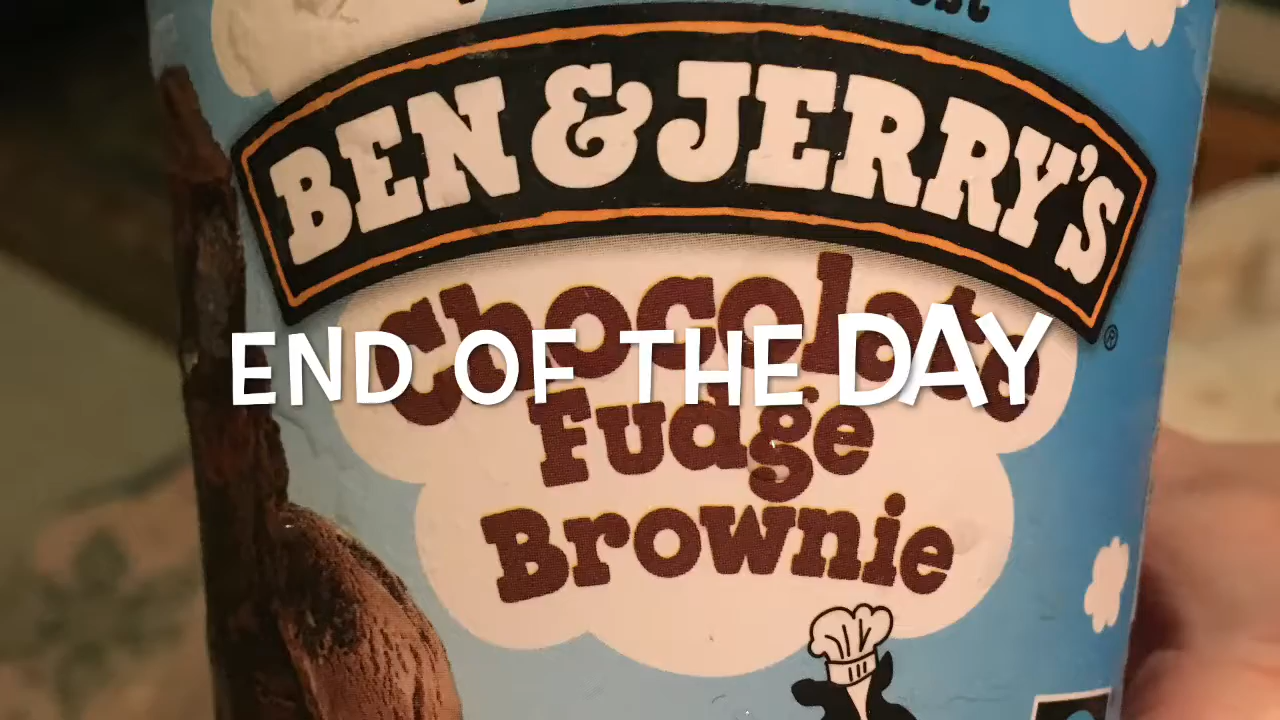 BEN & JERRY'S
Chocolate
END OF THE DAY
Fudge
Brownie